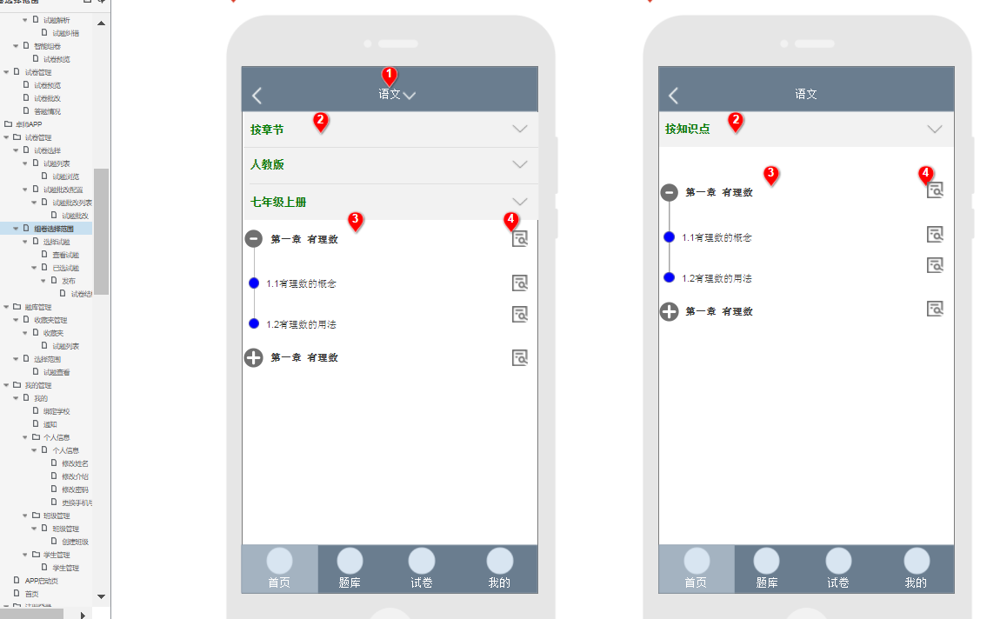 试题解析
试题纠错
智能组卷
试卷预览
试卷管理
试卷预览
试卷批改
答题情况
卓师APP
试卷管理
试卷选择
试题列表
试题浏览
试题批改配置
试题批改列表
试题批改
组卷选择范围
选择试题
查看试题
已选试题
发布
试卷结
题库管理
收藏夹管理
收藏夹
试题列表
选择范围
试题查看
我的管理
我的
绑定学校
通知
个人信息
个人信息
修改姓名
修改介绍
修改密码
更换手机号
班级管理
班级管理
创建班级
学生管理
学生管理
APP启动页
首页
1
语文
2
按章节
人教版
七年级上册
3
4
第一章 有理数
1.1有理数的概念
1.2有理数的用法
第一章 有理数
首页 题库 试卷 我的
语文
2
按知识点
3
4
第一章 有理数
1.1有理数的概念
1.2有理数的用法
第一章 有理数
首页 题库 试卷 我的